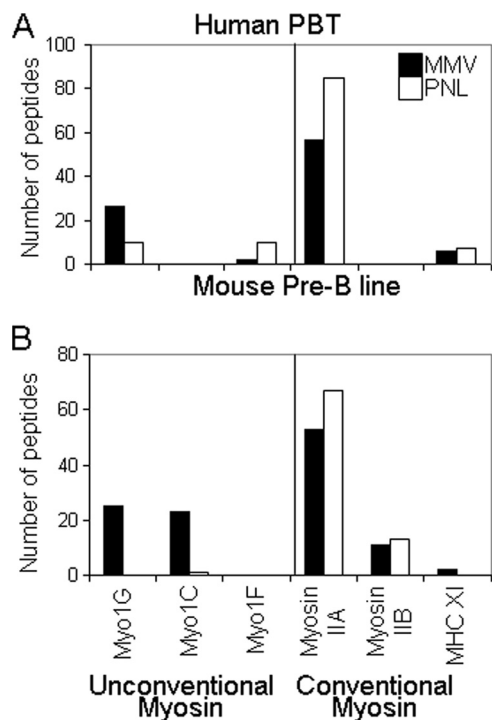 A
Human PBT
MMV
PNL
Number of peptides
100
80
60
40
20
0
Mouse Pre-B line
B
Number of peptides
80
60
40
20
0
Myo1G
Myo1C
Myo1F
Myosin
IIA
Myosin
IIB
MHC XI
Unconventional
Myosin
Conventional
Myosin